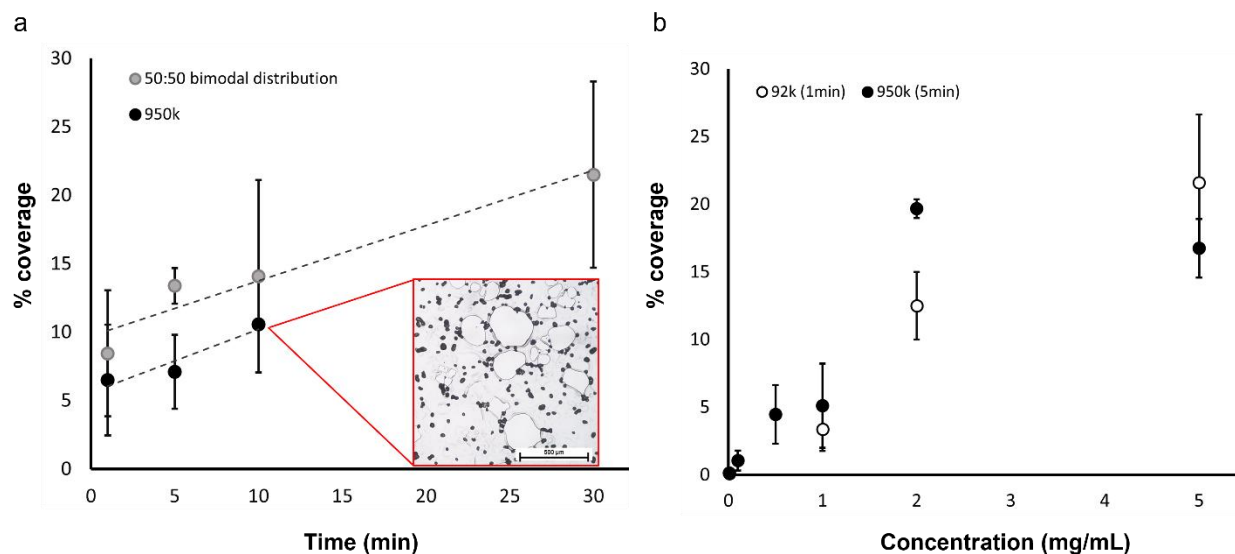 a
30
25
20
15
10
5
0
% coverage
50:50 bimodal distribution
950k
500 µm
0 5 10 15 20 25 30
Time (min)
b
30
25
20
15
10
5
0
% coverage
92k (1min) 950k (5min)
0 1 2 3 4 5
Concentration (mg/mL)